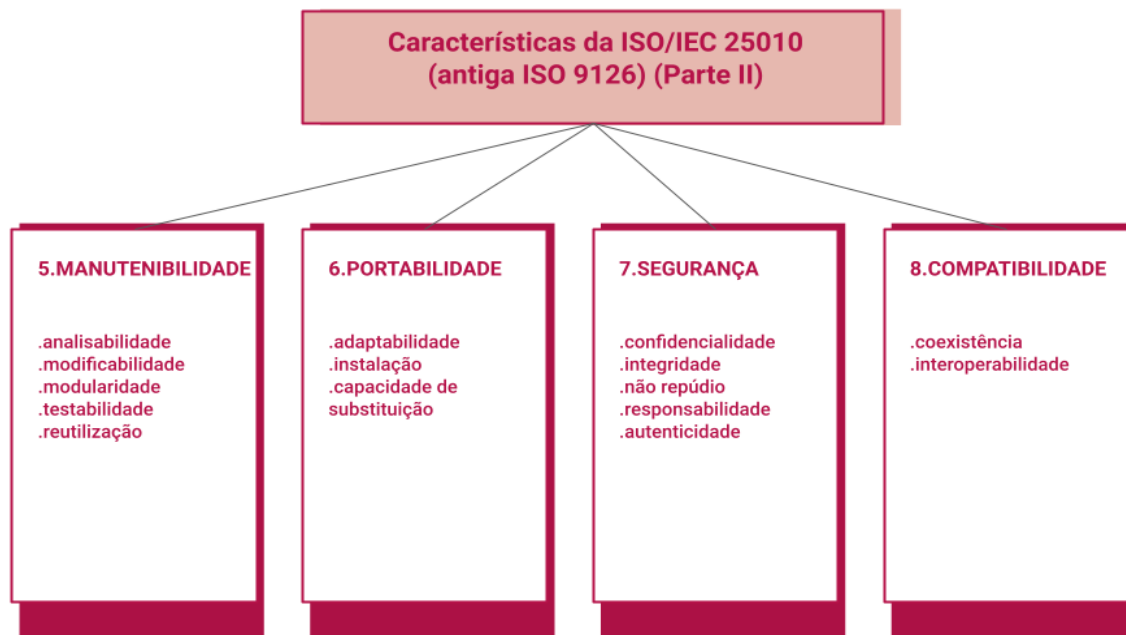 Características da ISO/IEC 25010
(antiga ISO 9126) (Parte II)
5.MANUTENIBILIDADE
.analisabilidade
.modificabilidade
.modularidade
.testabilidade
.reutilização
6.PORTABILIDADE
.adaptabilidade
.instalação
.capacidade de
substituição
7.SEGURANÇA
.confidencialidade
.integridade
.não repúdio
.responsabilidade
.autenticidade
8.COMPATIBILIDADE
.coexistência
.interoperabilidade